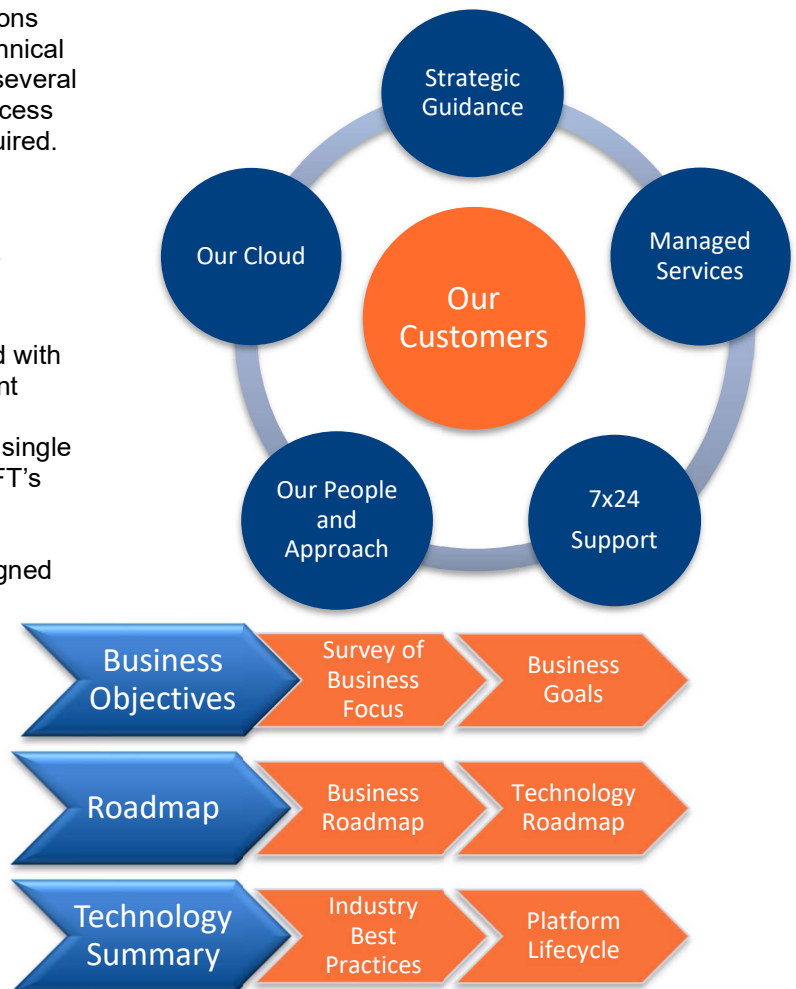 ons
hnical
several
cess
uired.
d with
nt
single
FT's
gned
Strategic
Guidance
Our Cloud
Managed
Services
Our
Customers
Our People
and
Approach
7x24
Support
Business
Objectives
Survey of
Business
Focus
Business
Goals
Roadmap
Business
Roadmap
Technology
Roadmap
Technology
Summary
Industry
Best
Practices
Platform
Lifecycle